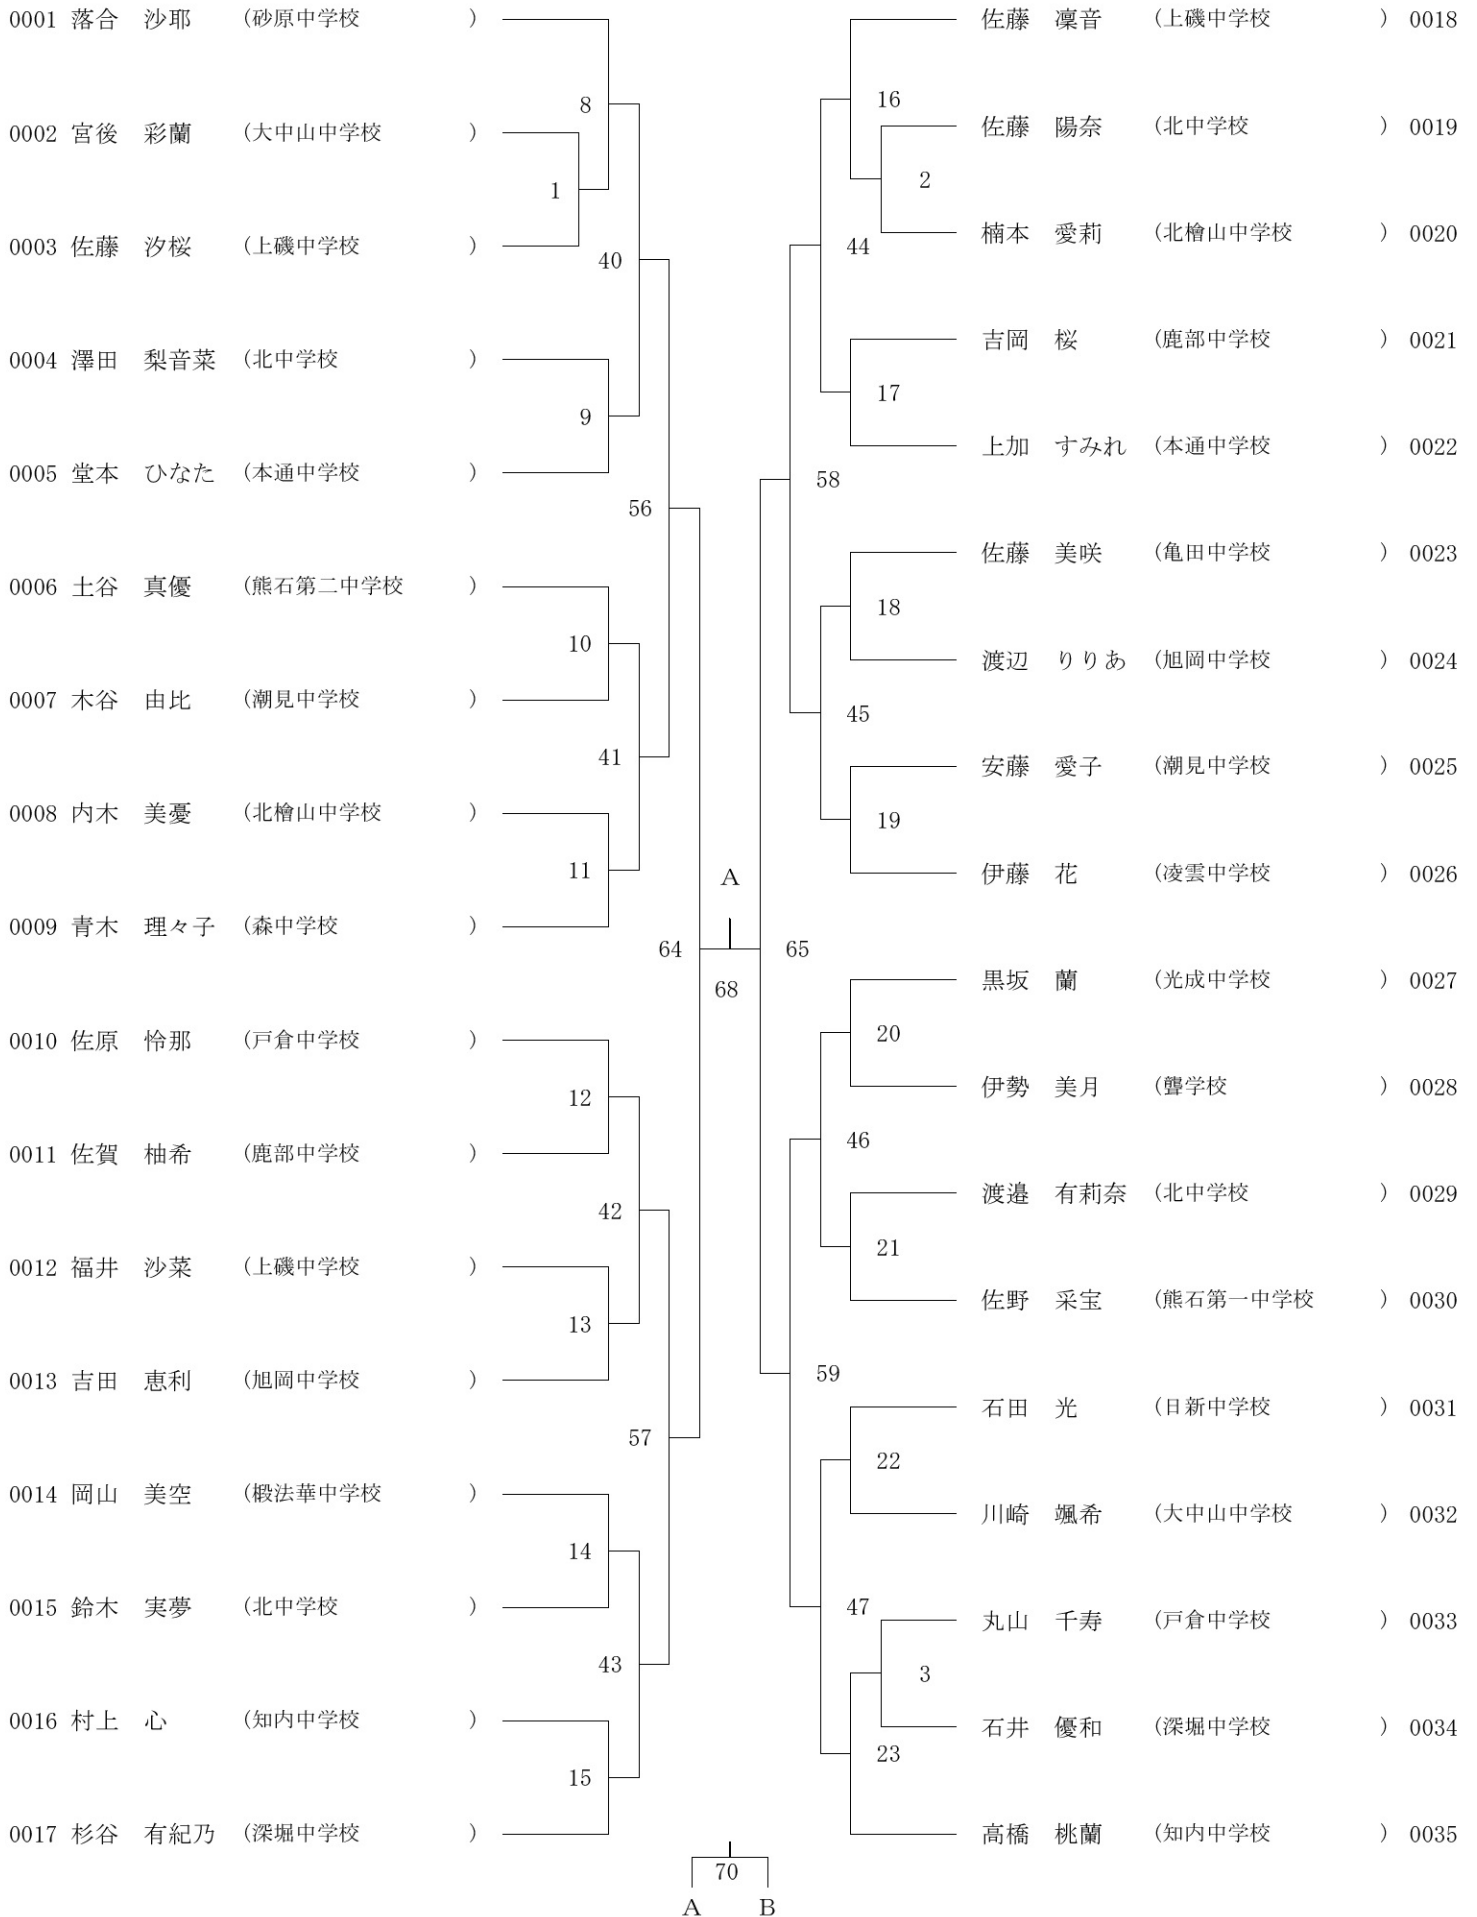 0001 落合 沙耶 (砂原中学校 )
0002 宮後 彩蘭 (大中山中学校 )
0003 佐藤 汐桜 (上磯中学校 )
0004 澤田 梨音菜 (北中学校 )
0005 堂本 ひなた (本通中学校 )
0006 土谷 真優 (熊石第二中学校 )
0007 木谷 由比 (潮見中学校 )
0008 内木 美憂 (北檜山中学校 )
0009 青木 理々子 (森中学校 )
0010 佐原 怜那 (戸倉中学校 )
0011 佐賀 柚希 (鹿部中学校 )
0012 福井 沙菜 (上磯中学校 )
0013 吉田 恵利 (旭岡中学校 )
0014 岡山 美空 (椴法華中学校 )
0015 鈴木 実夢 (北中学校 )
0016 村上 心 (知内中学校 )
0017 杉谷 有紀乃 (深堀中学校 )
8
1
40
9
56
10
41
11
64
12
42
13
57
14
43
15
A
68
70
A B
16
2
44
17
58
18
45
19
65
20
46
21
59
22
47
3
23
佐藤 凜音 (上磯中学校 ) 0018
佐藤 陽奈 (北中学校 ) 0019
楠本 愛莉 (北檜山中学校 ) 0020
吉岡 桜 (鹿部中学校 ) 0021
上加 すみれ (本通中学校 ) 0022
佐藤 美咲 (亀田中学校 ) 0023
渡辺 りりあ (旭岡中学校 ) 0024
安藤 愛子 (潮見中学校 ) 0025
伊藤 花 (凌雲中学校 ) 0026
黒坂 蘭 (光成中学校 ) 0027
伊勢 美月 (聾学校 ) 0028
渡邉 有莉奈 (北中学校 ) 0029
佐野 采宝 (熊石第一中学校 ) 0030
石田 光 (日新中学校 ) 0031
川崎 颯希 (大中山中学校 ) 0032
丸山 千寿 (戸倉中学校 ) 0033
石井 優和 (深堀中学校 ) 0034
高橋 桃蘭 (知内中学校 ) 0035